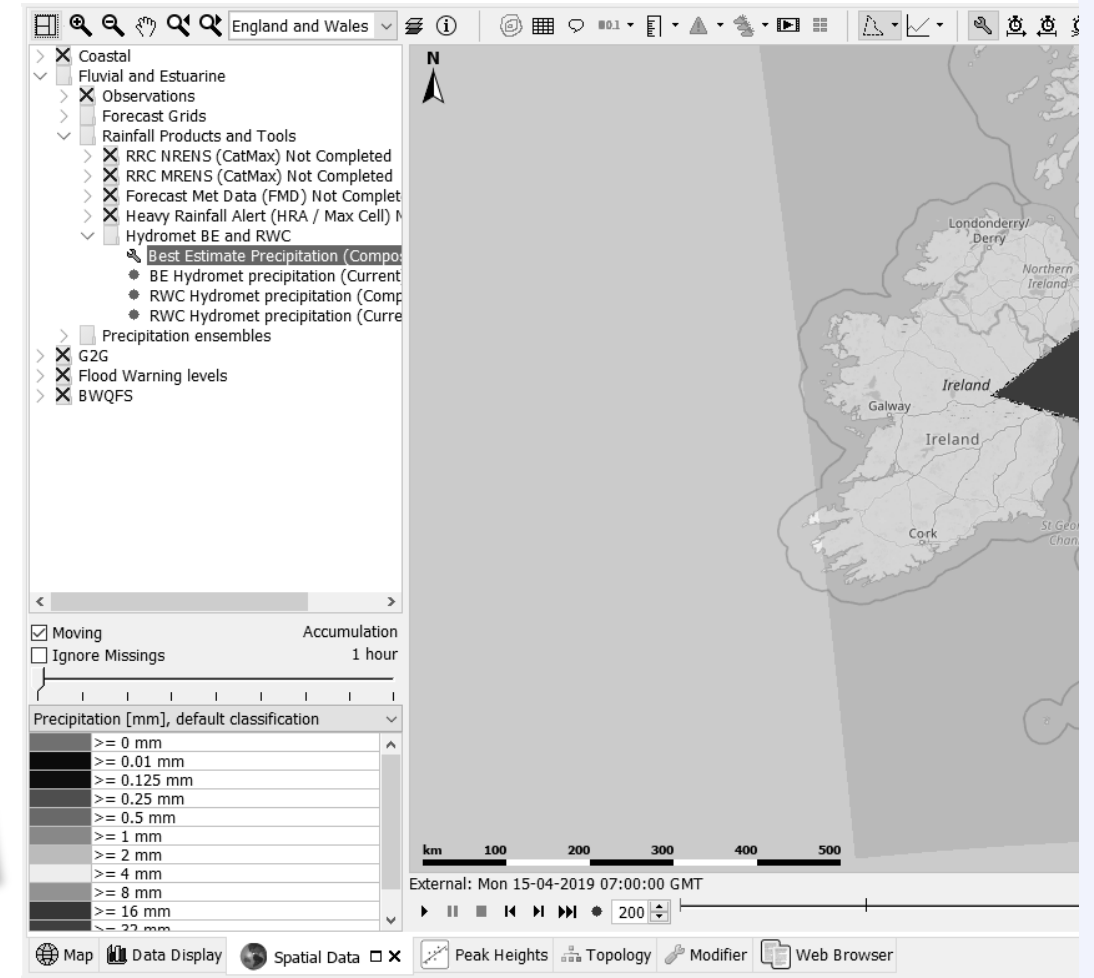 England and Wales
Coastal
Fluvial and Estuarine
Observations
Forecast Grids
Rainfall Products and Tools
RRC NRENS (CatMax) Not Completed
RRC MRENS (CatMax) Not Completed
Forecast Met Data (FMD) Not Complet
Heavy Rainfall Alert (HRA / Max Cell) N
Hydromet BE and RWC
Best Estimate Precipitation (Compos
BE Hydromet precipitation (Current
RWC Hydromet precipitation (Comp
RWC Hydromet precipitation (Curre
Precipitation ensembles
G2G
Flood Warning levels
BWQFS
Moving Accumulation
Ignore Missings 1 hour
Precipitation [mm], default classification
>= 0 mm
>= 0.01 mm
>= 0.125 mm
>= 0.25 mm
>= 0.5 mm
>= 1 mm
>= 2 mm
>= 4 mm
>= 8 mm
>= 16 mm
>= 32 mm
N
Londonderry/
Derry
Northern
Ireland
Ireland
Galway
Ireland
Cork
St Geor
Chan
km 100 200 300 400 500
External: Mon 15-04-2019 07:00:00 GMT
200
Map Data Display Spatial Data Peak Heights Topology Modifier Web Browser